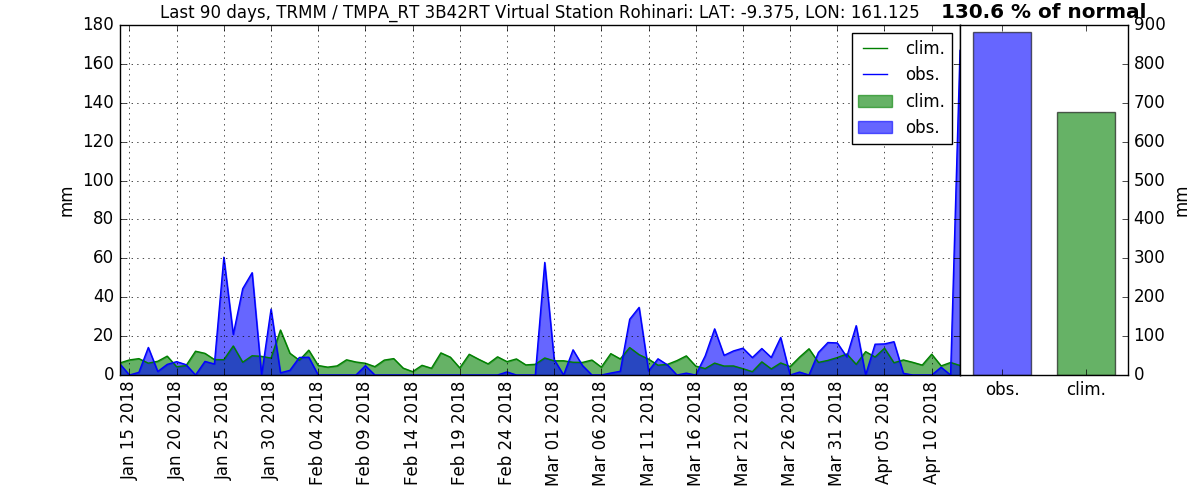 Last 90 days, TRMM / TMPA_RT 3B42RT Virtual Station Rohinari: LAT: -9.375, LON: 161.125
130.6 % of normal
180
160
140
120
100
80
60
40
20
0
mm
clim.
obs.
clim.
obs.
900
800
700
600
500
400
300
200
100
0
mm
obs.
clim.
Jan 15 2018
Jan 20 2018
Jan 25 2018
Jan 30 2018
Feb 04 2018
Feb 09 2018
Feb 14 2018
Feb 19 2018
Feb 24 2018
Mar 01 2018
Mar 06 2018
Mar 11 2018
Mar 16 2018
Mar 21 2018
Mar 26 2018
Mar 31 2018
Apr 05 2018
Apr 10 2018